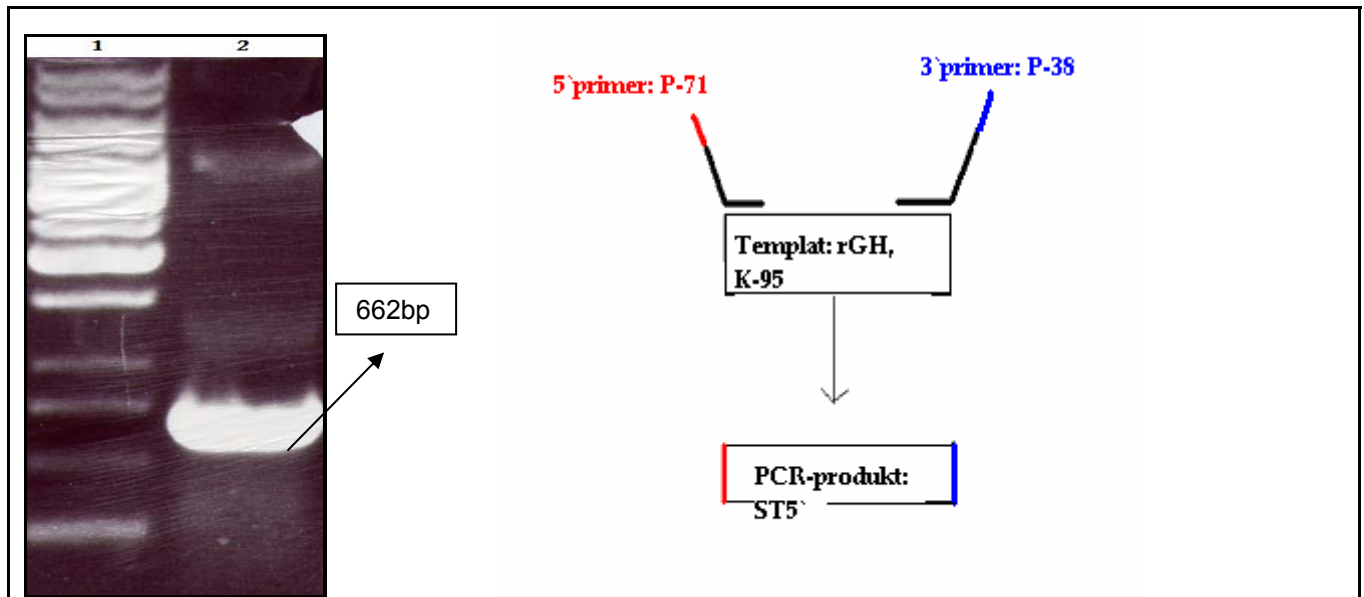 1 2
662bp
5`primer: P-71
3`primer: P-38
Templat: rGH,
K-95
PCR-produkt:
ST5`